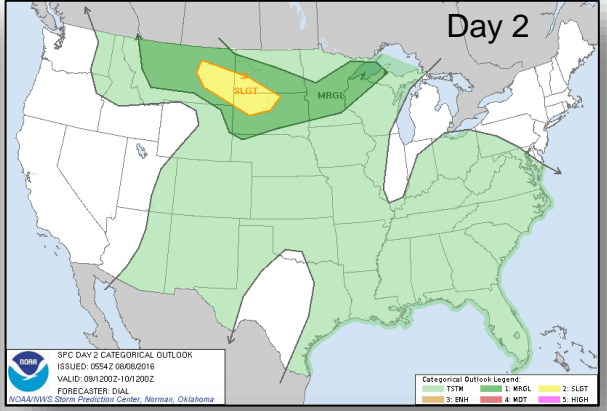 Day 2
SLGT
MRGL
NOAA
SPC DAY 2 CATEGORICAL OUTLOOK
ISSUED: 0554Z 08/08/2016
VALID: 09/1200Z-10/1200Z
FORECASTER: DIAL
NOAA/NWS Storm Prediction Center, Norman, Oklahoma
Categorical Outlook Legend:
TSTM 1: MRGL 2: SLGT
3: ENH 4: MDT 5: HIGH